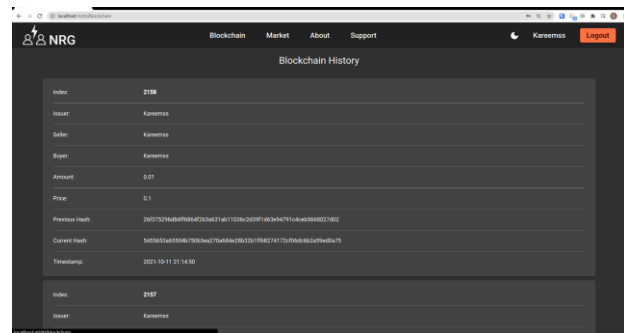 NRG Blockchain Market About Support Kareemss Logout
Blockchain History
Index: 2158
Issuer: Kareemss
Seller: Kareemss
Buyer: Kareemss
Amount: 0.01
Price: 0.1
Previous Hash:
Current Hash:
Timestamp: 2021-10-11 21:14:50
Index: 2157
Issuer: Kareemss